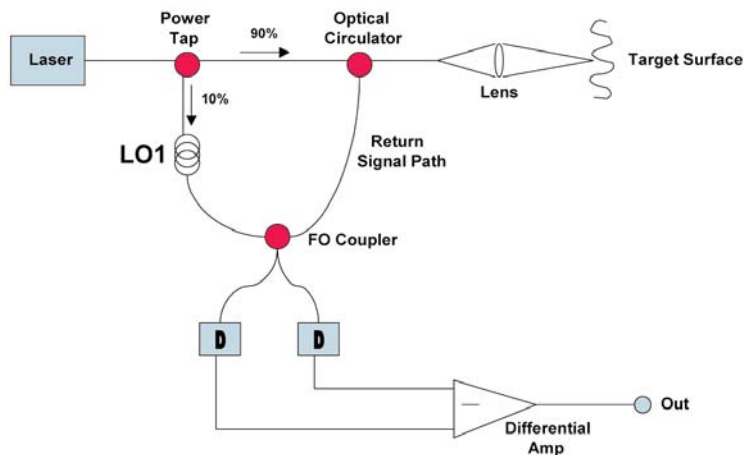 Power
Tap
90%
Optical
Circulator
Laser
Target Surface
10%
Lens
LO1
Return
Signal Path
FO Coupler
D
D
Out
Differential
Amp